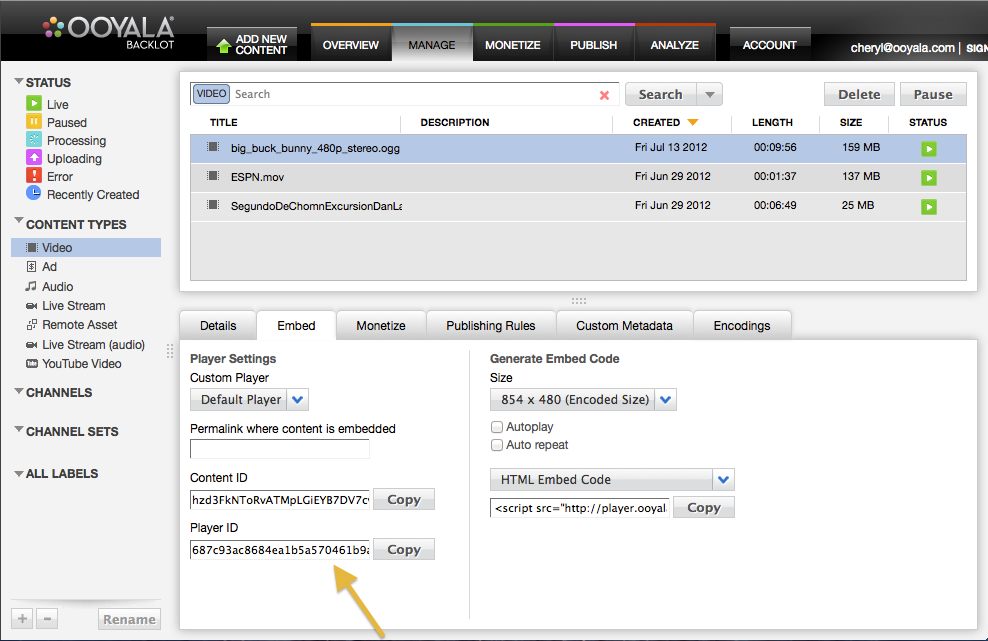 OOYALA
BACKLOT
ADD NEW
CONTENT
OVERVIEW
MANAGE
MONETIZE
PUBLISH
ANALYZE
ACCOUNT
cheryl@ooyala.com | SIGN
STATUS
Live
Paused
Processing
Uploading
Error
Recently Created
CONTENT TYPES
Video
Ad
Audio
Live Stream
Remote Asset
Live Stream (audio)
YouTube Video
CHANNELS
CHANNEL SETS
ALL LABELS
+ - Rename
VIDEO Search
Search
Delete
Pause
TITLE DESCRIPTION CREATED LENGTH SIZE STATUS
big_buck_bunny_480p_stereo.ogg Fri Jul 13 2012 00:09:56 159 MB
ESPN.mov Fri Jun 29 2012 00:01:37 137 MB
SegundoDeChomnExcursionDanLa Fri Jun 29 2012 00:06:49 25 MB
Details
Embed
Monetize
Publishing Rules
Custom Metadata
Encodings
Player Settings
Custom Player
Default Player
Permalink where content is embedded
Content ID
hzd3FkNToRvATMpLGiEYB7DV7c Copy
Player ID
687c93ac8684ea1b5a570461b9a Copy
Generate Embed Code
Size
854 x 480 (Encoded Size)
Autoplay
Auto repeat
HTML Embed Code
<script src="http://player.ooyal Copy